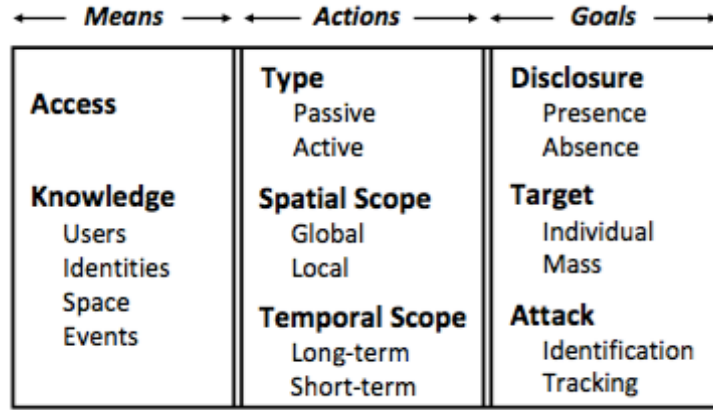 Means
Actions
Goals
Access
Knowledge
Users
Identities
Space
Events
Type
Passive
Active
Spatial Scope
Global
Local
Temporal Scope
Long-term
Short-term
Disclosure
Presence
Absence
Target
Individual
Mass
Attack
Identification
Tracking